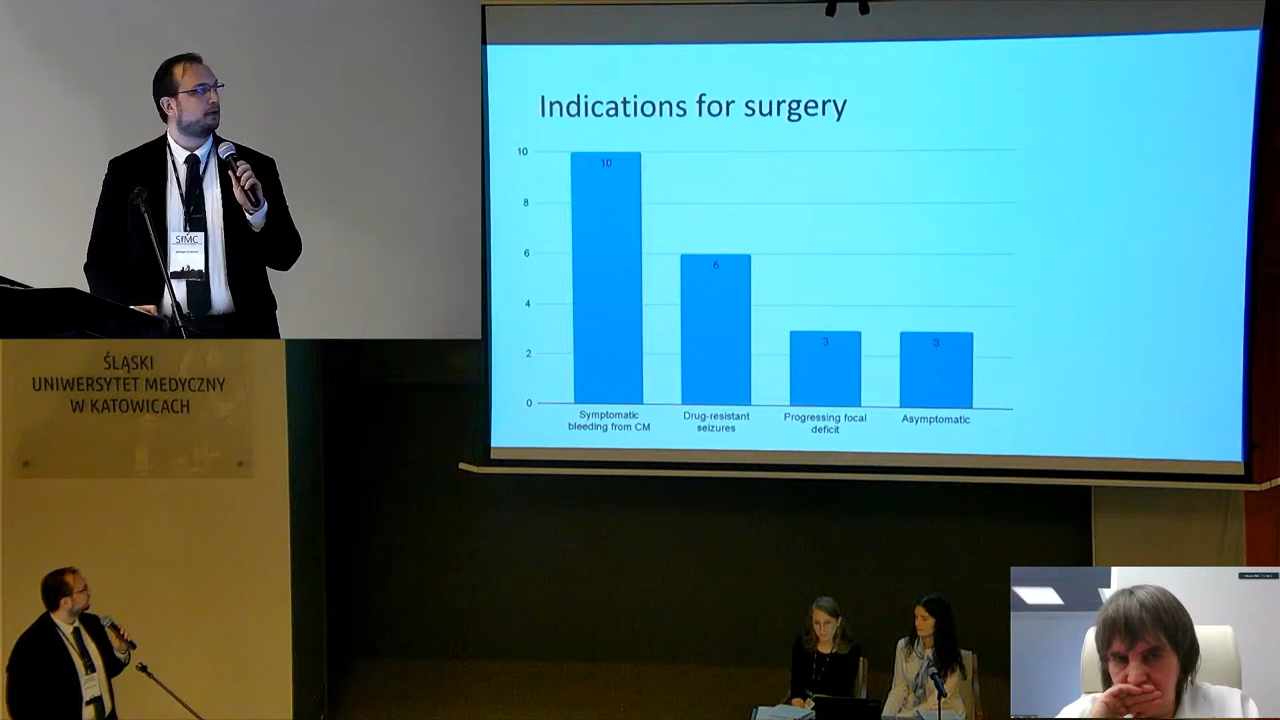 Indications for surgery
10
8
6
4
2
0
10
6
3
3
Symptomatic
bleeding from CM
Drug-resistant
seizures
Progressing focal
deficit
Asymptomatic
SIMC
ŚLĄSKI
UNIWERSYTET MEDYCZNY
W KATOWICACH